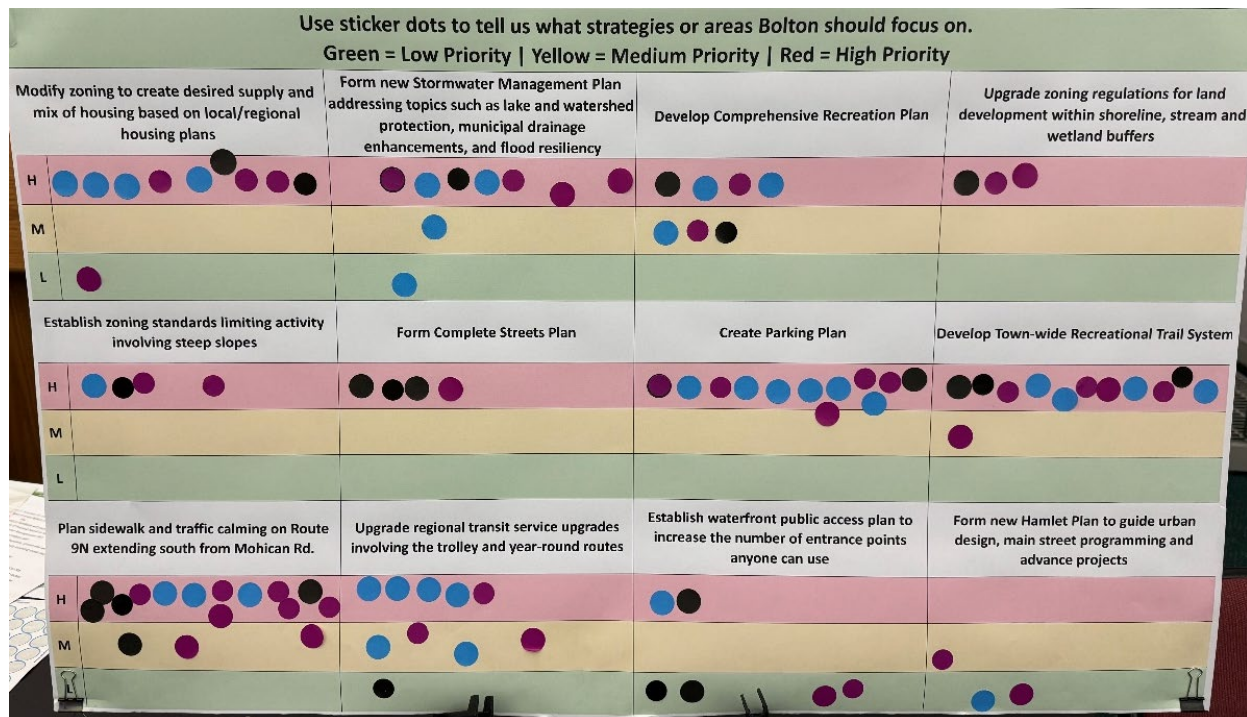 Use sticker dots to tell us what strategies or areas Bolton should focus on.
Green = Low Priority | Yellow = Medium Priority | Red = High Priority
Modify zoning to create desired supply and
mix of housing based on local/regional
housing plans
Form new Stormwater Management Plan
addressing topics such as lake and watershed
protection, municipal drainage
enhancements, and flood resiliency
Develop Comprehensive Recreation Plan
Upgrade zoning regulations for land
development within shoreline, stream and
wetland buffers
H
M
L
Establish zoning standards limiting activity
involving steep slopes
Form Complete Streets Plan
Create Parking Plan
Develop Town-wide Recreational Trail System
H
M
L
Plan sidewalk and traffic calming on Route
9N extending south from Mohican Rd.
Upgrade regional transit service upgrades
involving the trolley and year-round routes
Establish waterfront public access plan to
increase the number of entrance points
anyone can use
Form new Hamlet Plan to guide urban
design, main street programming and
advance projects
H
M
L